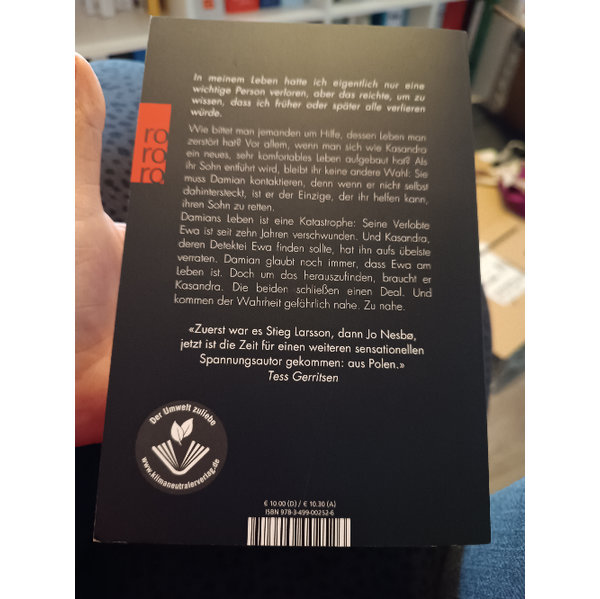 In meinem Leben hatte ich eigentlich nur eine
wichtige Person verloren, aber das reichte, um zu
wissen, dass ich früher oder später alle verlieren
würde.
Wie bittet man jemanden um Hilfe, dessen Leben man
zerstört hat? Vor allem, wenn man sich wie Kasandra
ein neues, sehr komfortables Leben aufgebaut hat? Als
ihr Sohn entführt wird, bleibt ihr keine andere Wahl: Sie
muss Damian kontaktieren, denn wenn er nicht selbst
dahintersteckt, ist er der Einzige, der ihr helfen kann,
ihren Sohn zu retten.
Damians Leben ist eine Katastrophe: Seine Verlobte
Ewa ist seit zehn Jahren verschwunden. Und Kasandra,
deren Detektei Ewa finden sollte, hat ihn aufs übelste
verraten. Damian glaubt noch immer, dass Ewa am
Leben ist. Doch um das herauszufinden, braucht er
Kasandra. Die beiden schließen einen Deal. Und
kommen der Wahrheit gefährlich nahe. Zu nahe.
«Zuerst war es Stieg Larsson, dann Jo Nesbø,
jetzt ist die Zeit für einen weiteren sensationellen
Spannungsautor gekommen: aus Polen.»
Tess Gerritsen
ro
ro
ro
Der Umwelt zuliebe
www.klimaneutralerverlag.de
€ 10.00 (D) / € 10.30 (A)
ISBN 978-3-499-00252-6